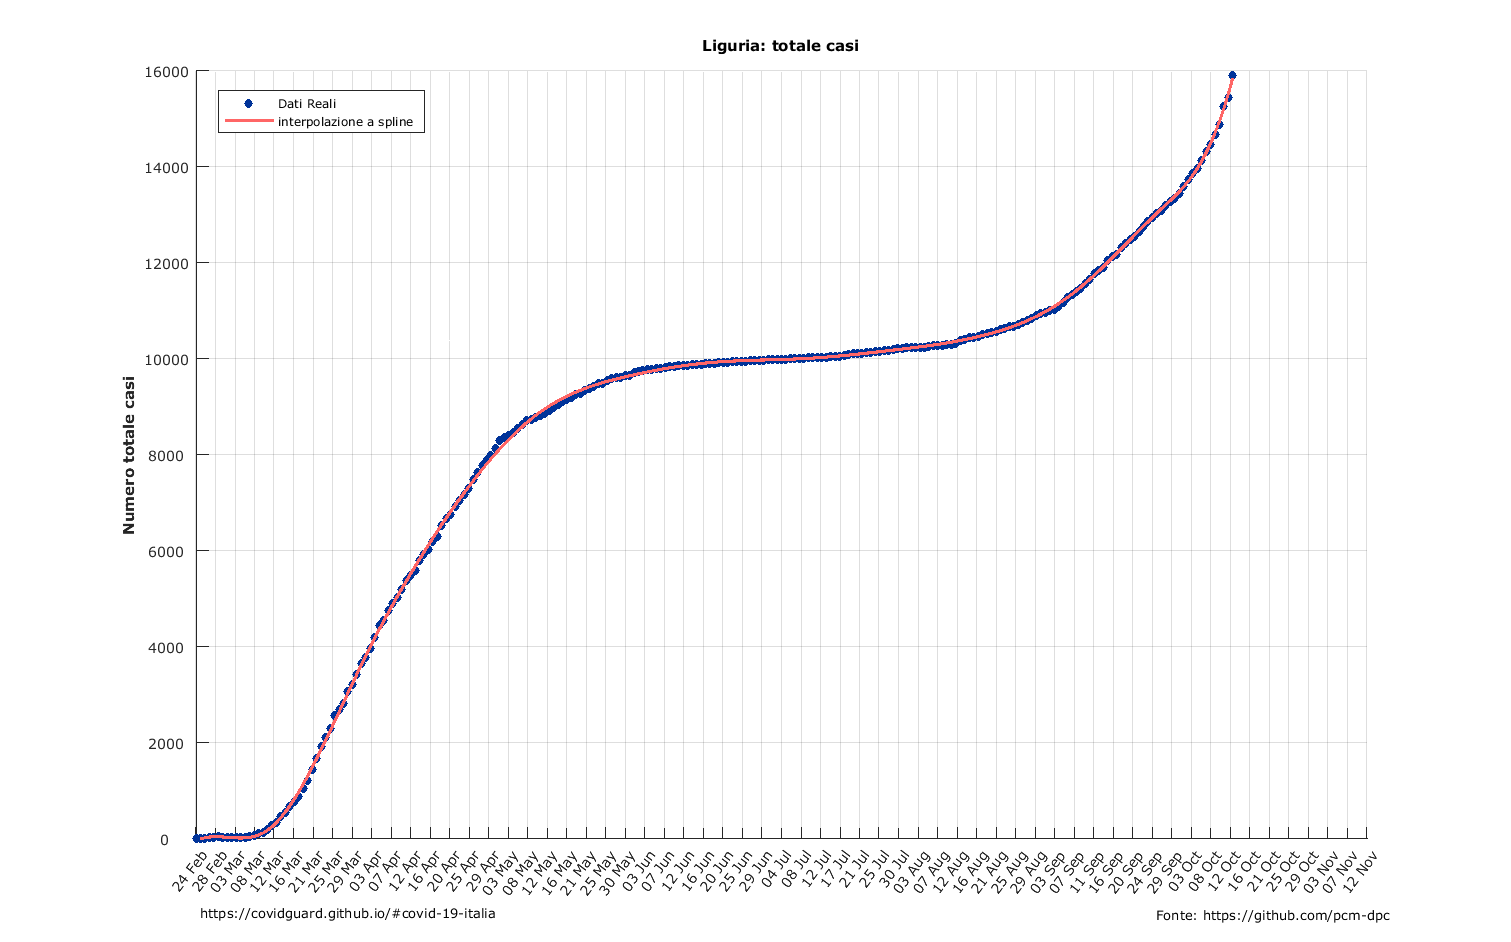 Liguria: totale casi
16000
14000
12000
10000
8000
6000
4000
2000
0
Dati Reali
interpolazione a spline
Numero totale casi
24 Feb
28 Feb
03 Mar
08 Mar
12 Mar
16 Mar
21 Mar
25 Mar
29 Mar
03 Apr
07 Apr
12 Apr
16 Apr
20 Apr
25 Apr
29 Apr
03 May
08 May
12 May
16 May
21 May
25 May
30 May
03 Jun
07 Jun
12 Jun
16 Jun
20 Jun
25 Jun
29 Jun
04 Jul
08 Jul
12 Jul
17 Jul
21 Jul
25 Jul
30 Jul
03 Aug
07 Aug
12 Aug
16 Aug
21 Aug
25 Aug
29 Aug
03 Sep
07 Sep
11 Sep
16 Sep
20 Sep
24 Sep
29 Sep
03 Oct
08 Oct
12 Oct
16 Oct
21 Oct
25 Oct
29 Oct
03 Nov
07 Nov
12 Nov
https://covidguard.github.io/#covid-19-italia
Fonte: https://github.com/pcm-dpc